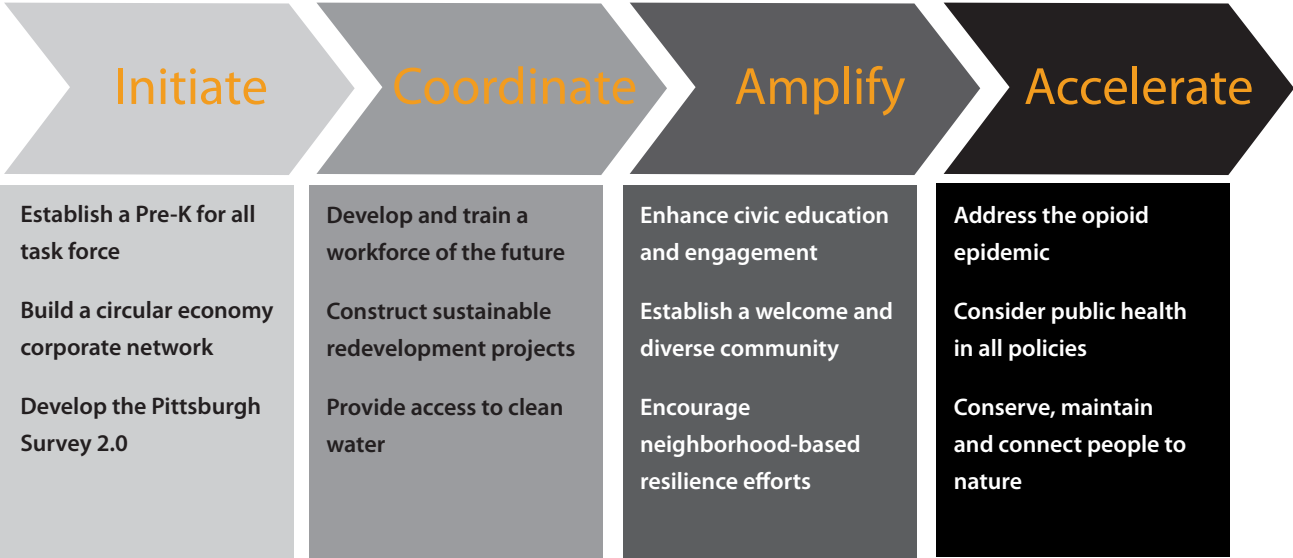 Initiate
Coordinate
Amplify
Accelerate
Establish a Pre-K for all
task force
Build a circular economy
corporate network
Develop the Pittsburgh
Survey 2.0
Develop and train a
workforce of the future
Construct sustainable
redevelopment projects
Provide access to clean
water
Enhance civic education
and engagement
Establish a welcome and
diverse community
Encourage
neighborhood-based
resilience efforts
Address the opioid
epidemic
Consider public health
in all policies
Conserve, maintain
and connect people to
nature